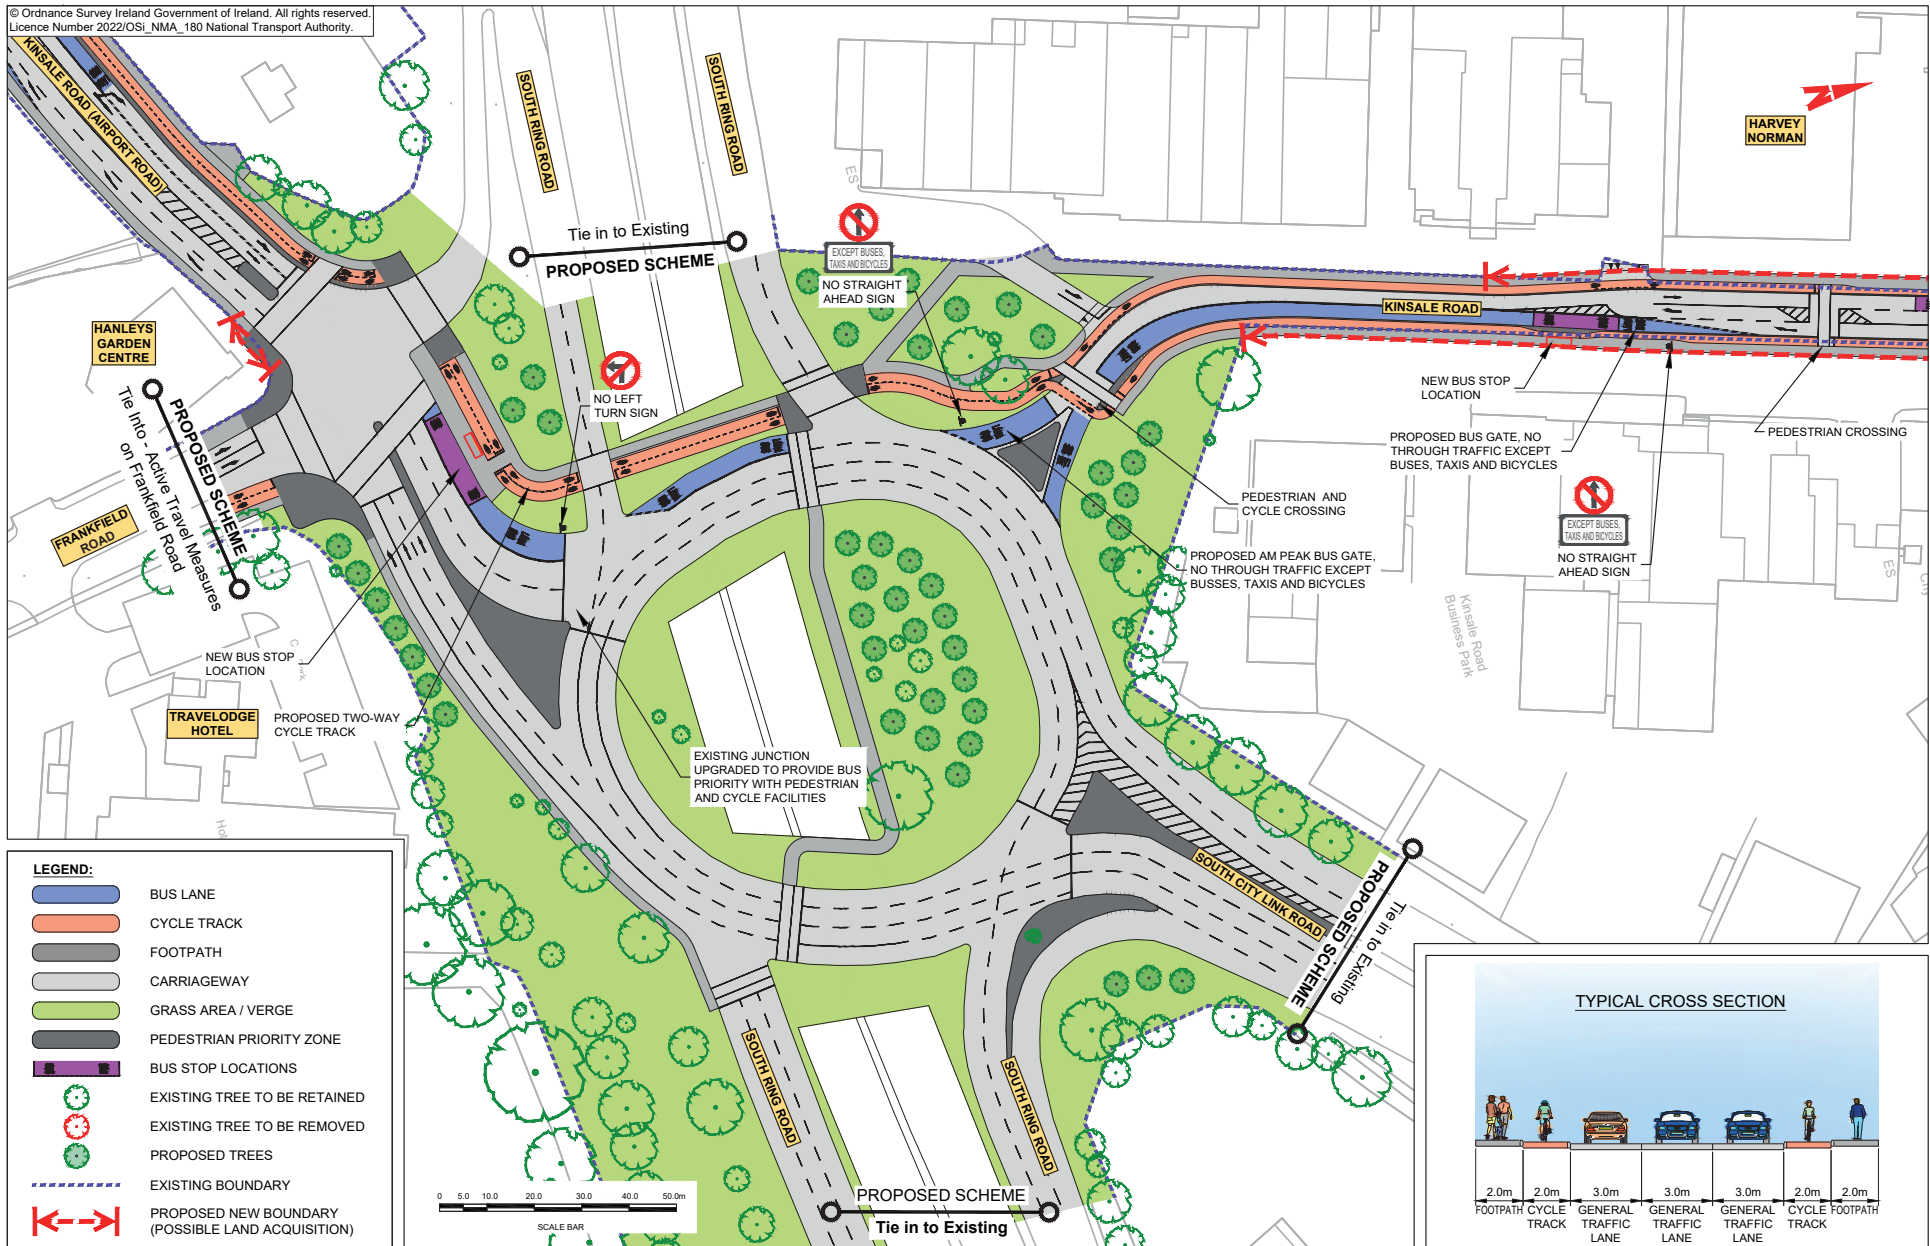 © Ordnance Survey Ireland Government of Ireland. All rights reserved.
Licence Number 2022/OSi_NMA_180 National Transport Authority.
KINSALE ROAD (AIRPORT ROAD)
SOUTH RING ROAD
SOUTH RING ROAD
Tie in to Existing
PROPOSED SCHEME
ES
EXCEPT BUSES,
TAXIS AND BICYCLES
NO STRAIGHT
AHEAD SIGN
HARVEY
NORMAN
KINSALE ROAD
HANLEYS
GARDEN
CENTRE
NO LEFT
TURN SIGN
PROPOSED SCHEME
Tie Into - Active Travel Measures
on Frankfield Road
FRANKFIELD
ROAD
NEW BUS STOP
LOCATION
PROPOSED BUS GATE, NO
THROUGH TRAFFIC EXCEPT
BUSES, TAXIS AND BICYCLES
PEDESTRIAN CROSSING
PEDESTRIAN AND
CYCLE CROSSING
EXCEPT BUSES,
TAXIS AND BICYCLES
NO STRAIGHT
AHEAD SIGN
PROPOSED AM PEAK BUS GATE,
NO THROUGH TRAFFIC EXCEPT
BUSSES, TAXIS AND BICYCLES
ES
Kinsale Road
Business Park
NEW BUS STOP
LOCATION
TRAVELODGE
HOTEL
PROPOSED TWO-WAY
CYCLE TRACK
EXISTING JUNCTION
UPGRADED TO PROVIDE BUS
PRIORITY WITH PEDESTRIAN
AND CYCLE FACILITIES
SOUTH CITY LINK ROAD
PROPOSED SCHEME
Tie in to Existing
SOUTH RING ROAD
SOUTH RING ROAD
PROPOSED SCHEME
Tie in to Existing
LEGEND:
BUS LANE
CYCLE TRACK
FOOTPATH
CARRIAGEWAY
GRASS AREA / VERGE
PEDESTRIAN PRIORITY ZONE
BUS STOP LOCATIONS
EXISTING TREE TO BE RETAINED
EXISTING TREE TO BE REMOVED
PROPOSED TREES
EXISTING BOUNDARY
PROPOSED NEW BOUNDARY
(POSSIBLE LAND ACQUISITION)
0 5.0 10.0 20.0 30.0 40.0 50.0m
SCALE BAR
TYPICAL CROSS SECTION
2.0m 2.0m 3.0m 3.0m 3.0m 2.0m 2.0m
FOOTPATH CYCLE TRACK GENERAL TRAFFIC LANE GENERAL TRAFFIC LANE GENERAL TRAFFIC LANE CYCLE TRACK FOOTPATH